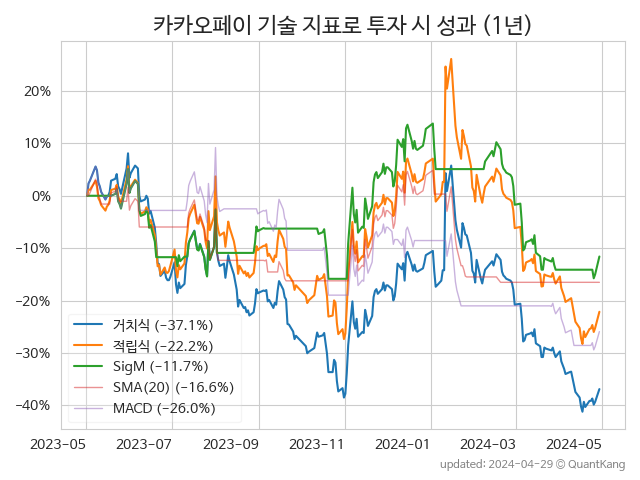 카카오페이 기술 지표로 투자 시 성과 (1년)
20%
10%
0%
−10%
−20%
−30%
−40%
거치식 (−37.1%)
적립식 (−22.2%)
SigM (−11.7%)
SMA(20) (−16.6%)
MACD (−26.0%)
2023-05
2023-07
2023-09
2023-11
2024-01
2024-03
2024-05
updated: 2024-04-29 © QuantKang